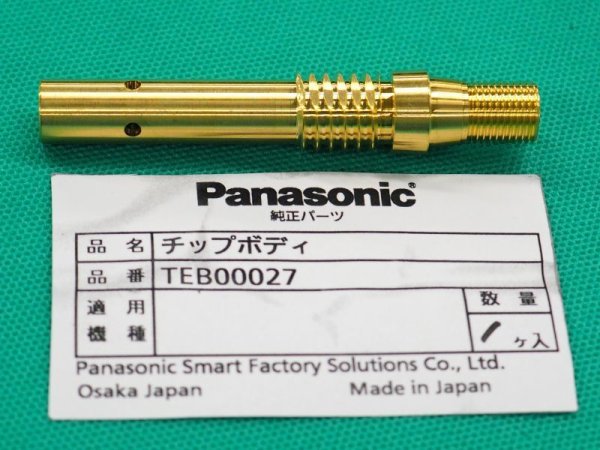 Panasonic®
純正パーツ
品名 チップボディ
品番 TEB00027
適用 数量
機種 1ヶ入
Panasonic Smart Factory Solutions Co., Ltd.
Osaka Japan Made in Japan